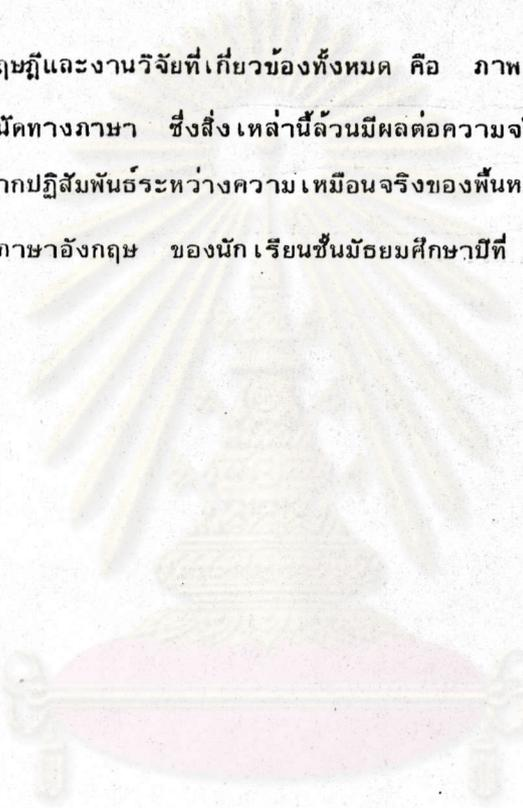 ฤษฎีและงานวิจัยที่เกี่ยวข้องทั้งหมด คือ ภาพ
นัดทางภาษา ซึ่งสิ่งเหล่านี้ล้วนมีผลต่อความจ
ากปฏิสัมพันธ์ระหว่างความเหมือนจริงของพื้นห
ภาษาอังกฤษ ของนักเรียนชั้นมัธยมศึกษาปีที่